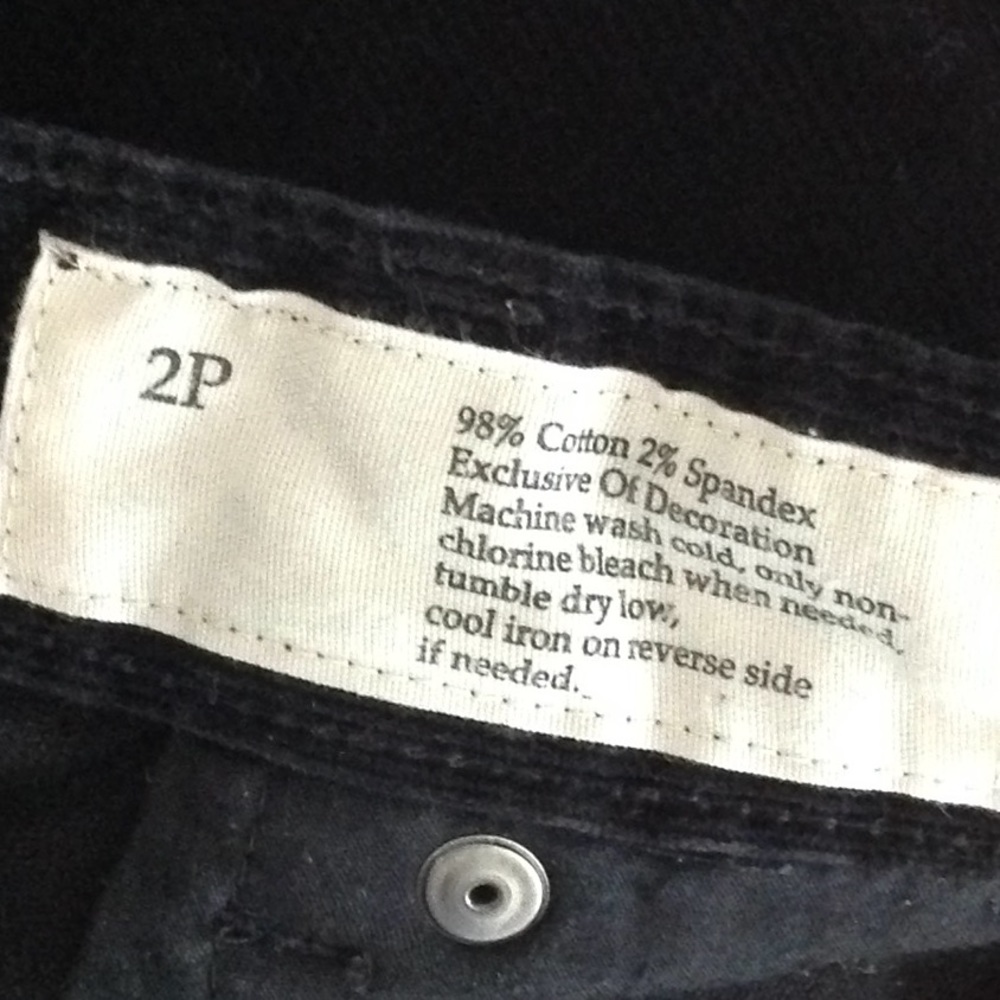 2P
98% Cotton 2% Spandex
Exclusive Of Decoration
Machine wash cold, only non-
chlorine bleach when needed,
tumble dry low,
cool iron on reverse side
if needed.